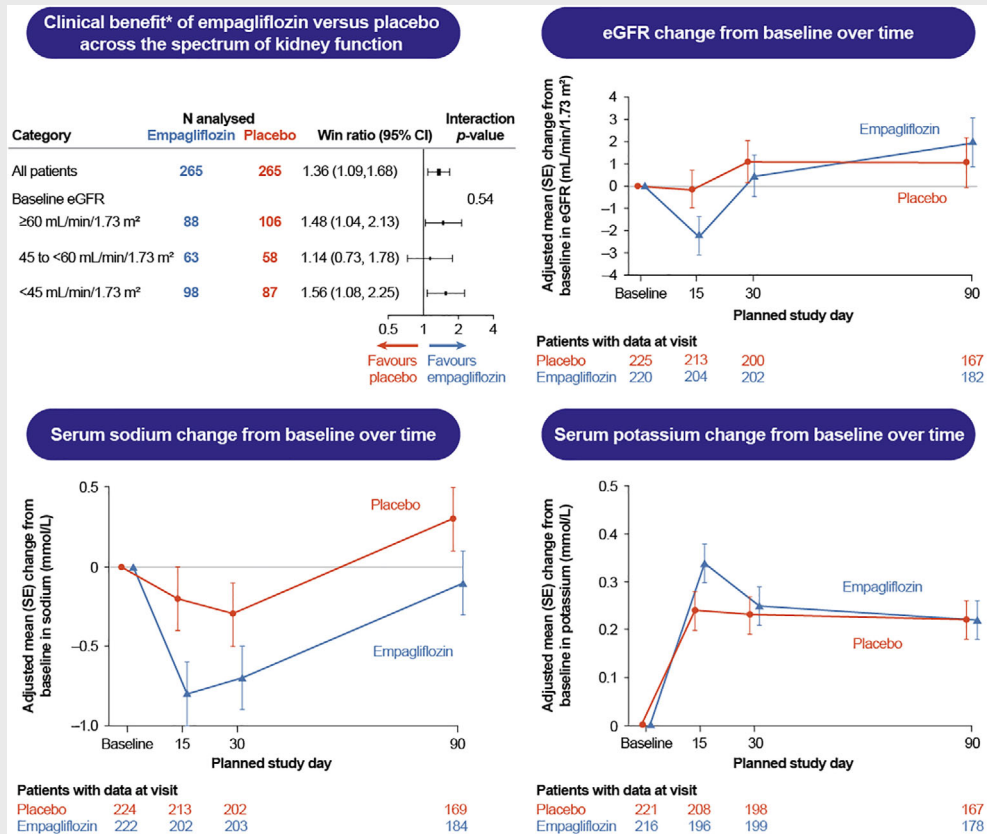 Clinical benefit* of empagliflozin versus placebo
across the spectrum of kidney function
N analysed
Interaction
Category Empagliflozin Placebo Win ratio (95% CI) p-value
All patients 265 265 1.36 (1.09,1.68)
Baseline eGFR 0.54
≥60 mL/min/1.73 m² 88 106 1.48 (1.04, 2.13)
45 to <60 mL/min/1.73 m² 63 58 1.14 (0.73, 1.78)
<45 mL/min/1.73 m² 98 87 1.56 (1.08, 2.25)
0.5 1 2 4
Favours placebo
Favours empagliflozin
eGFR change from baseline over time
Adjusted mean (SE) change from
baseline in eGFR (mL/min/1.73 m²)
4
3
2
1
0
–1
–2
–3
–4
Empagliflozin
Placebo
Baseline 15 30 90
Planned study day
Patients with data at visit
Placebo 225 213 200 167
Empagliflozin 220 204 202 182
Serum sodium change from baseline over time
Adjusted mean (SE) change from
baseline in sodium (mmol/L)
0.5
0
–0.5
–1.0
Placebo
Empagliflozin
Baseline 15 30 90
Planned study day
Patients with data at visit
Placebo 224 213 202 169
Empagliflozin 222 202 203 184
Serum potassium change from baseline over time
Adjusted mean (SE) change from
baseline in potassium (mmol/L)
0.5
0.4
0.3
0.2
0.1
0
Empagliflozin
Placebo
Baseline 15 30 90
Planned study day
Patients with data at visit
Placebo 221 208 198 167
Empagliflozin 216 196 199 178